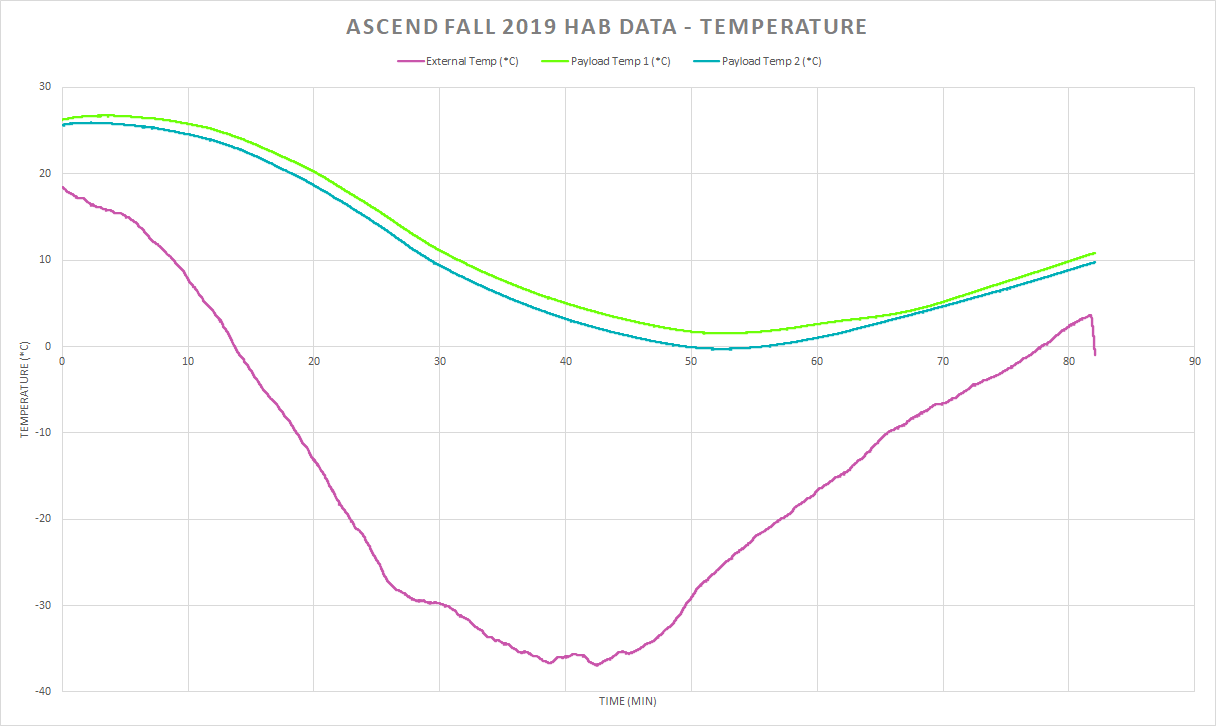 ASCEND FALL 2019 HAB DATA - TEMPERATURE
External Temp (*C) Payload Temp 1 (*C) Payload Temp 2 (*C)
30
20
10
0
-10
-20
-30
-40
TEMPERATURE (*C)
0 10 20 30 40 50 60 70 80 90
TIME (MIN)